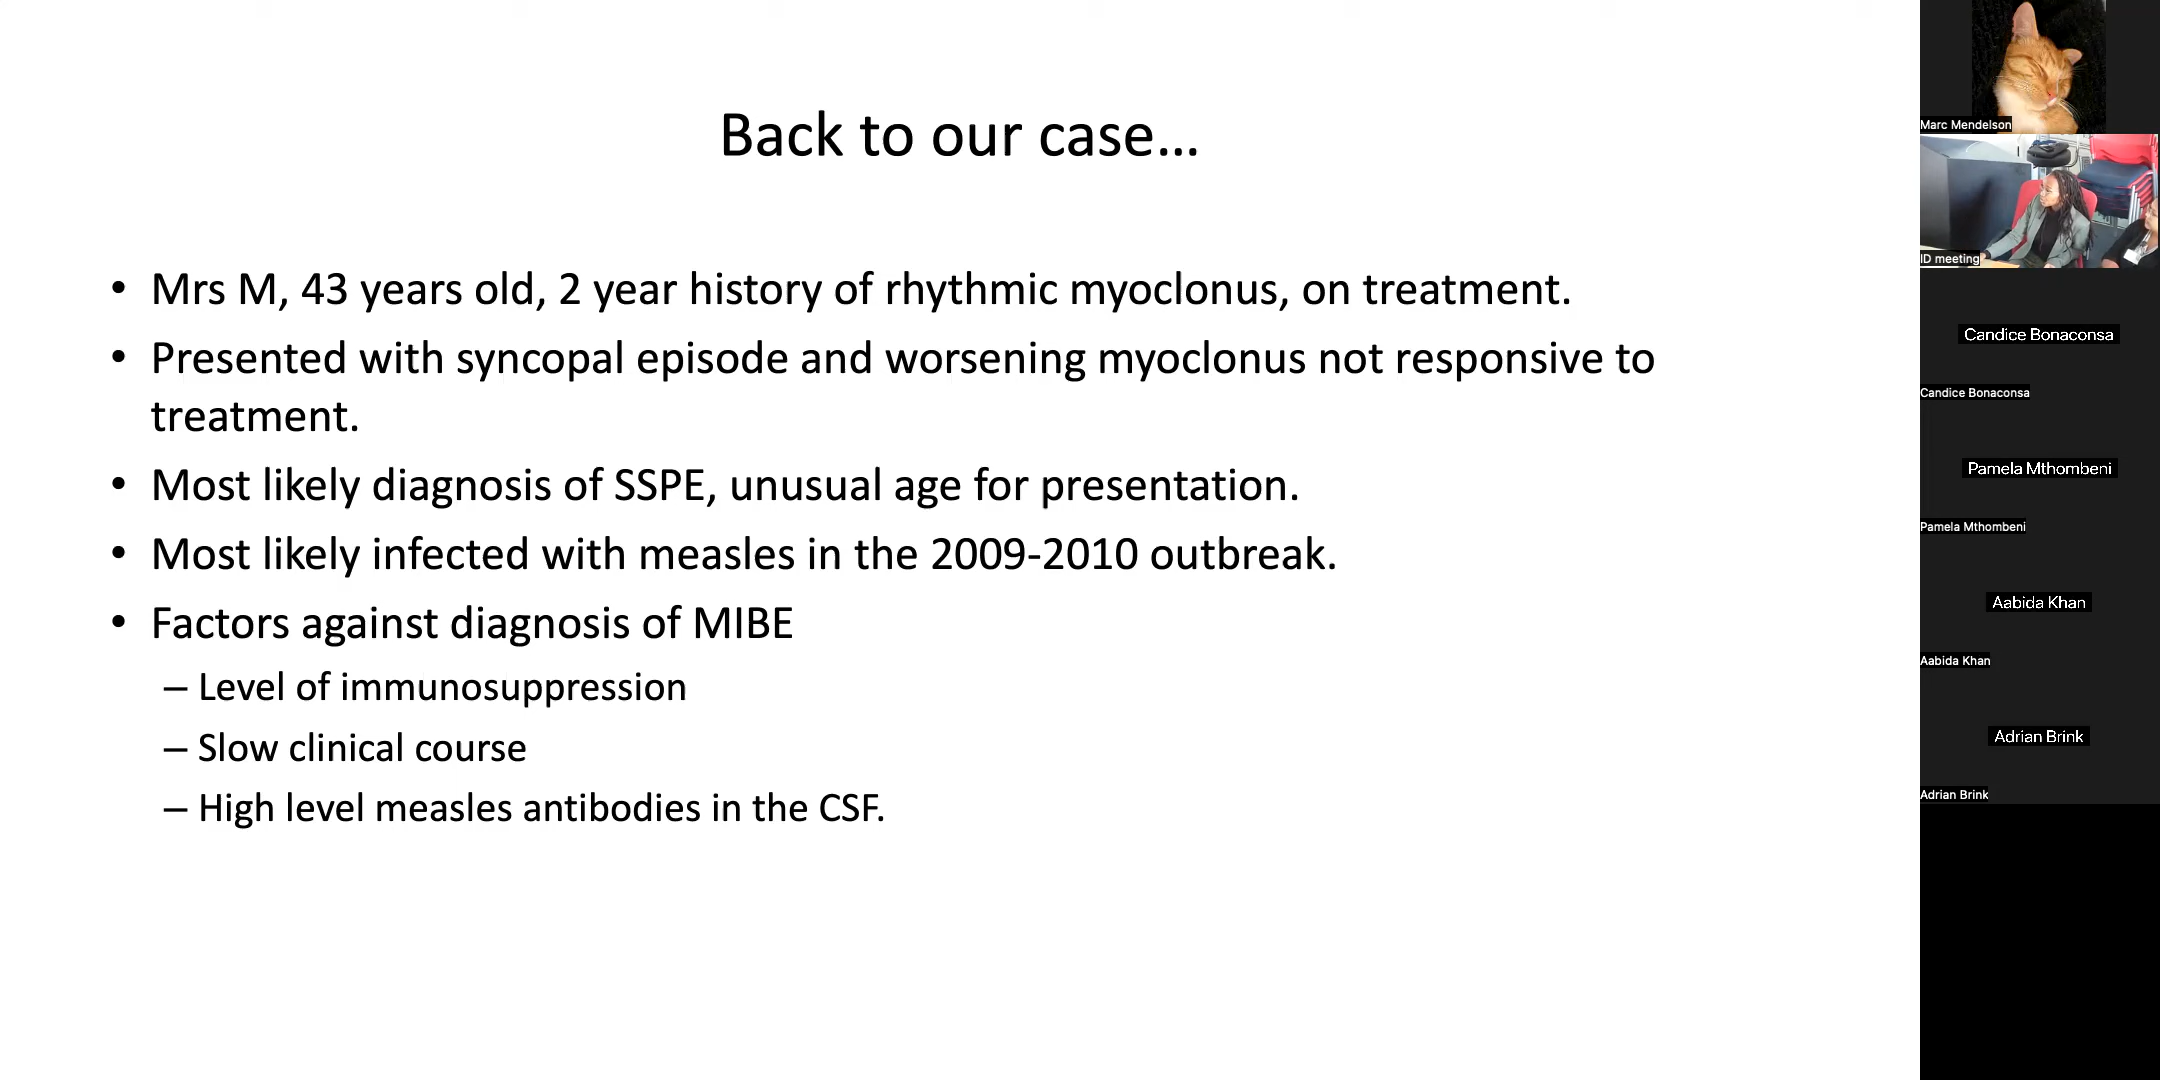 Back to our case...
• Mrs M, 43 years old, 2 year history of rhythmic myoclonus, on treatment.
• Presented with syncopal episode and worsening myoclonus not responsive to
treatment.
• Most likely diagnosis of SSPE, unusual age for presentation.
• Most likely infected with measles in the 2009-2010 outbreak.
• Factors against diagnosis of MIBE
– Level of immunosuppression
– Slow clinical course
– High level measles antibodies in the CSF.
Marc Mendelson
ID meeting
Candice Bonaconsa
Candice Bonaconsa
Pamela Mthombeni
Pamela Mthombeni
Aabida Khan
Aabida Khan
Adrian Brink
Adrian Brink